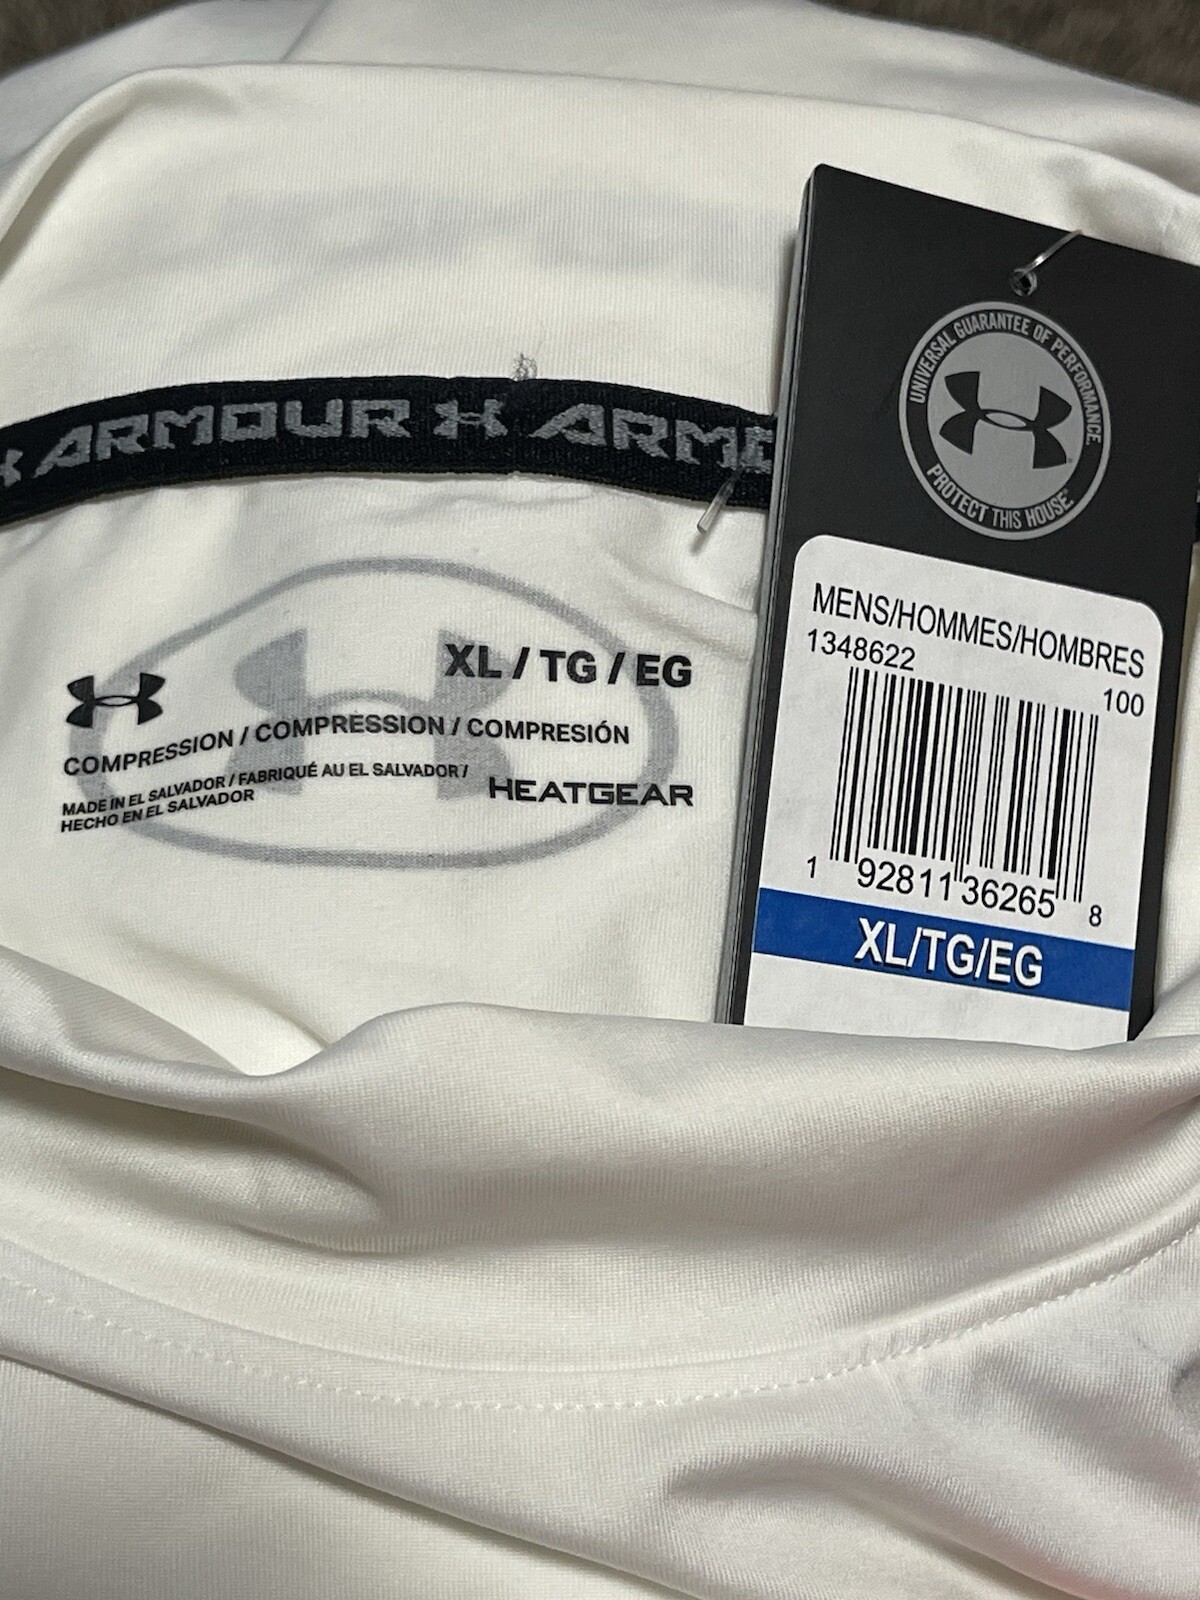 ARMOUR ARMO
XL / TG / EG
COMPRESSION / COMPRESSION / COMPRESIÓN
MADE IN EL SALVADOR / FABRIQUÉ AU EL SALVADOR /
HECHO EN EL SALVADOR
HEATGEAR
UNIVERSAL GUARANTEE OF PERFORMANCE.
PROTECT THIS HOUSE.®
MENS/HOMMES/HOMBRES
1348622
100
1 92811 36265 8
XL/TG/EG